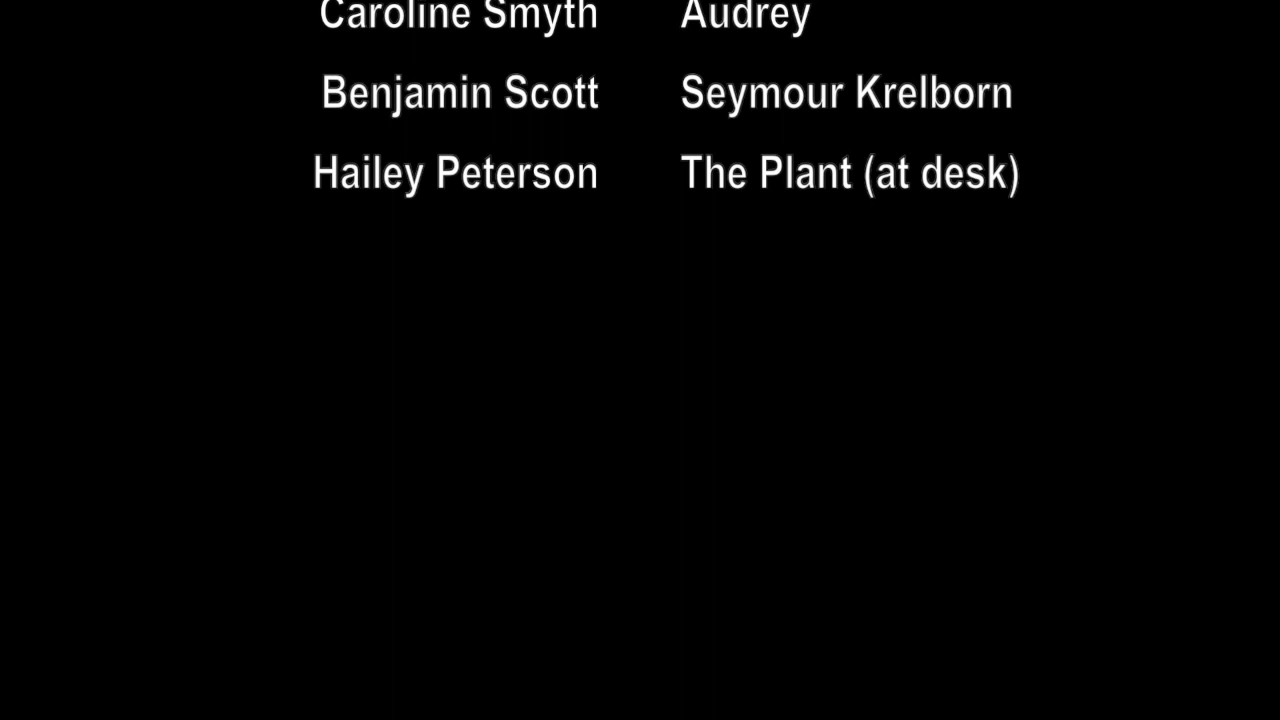 Caroline Smyth Audrey
Benjamin Scott Seymour Krelborn
Hailey Peterson The Plant (at desk)